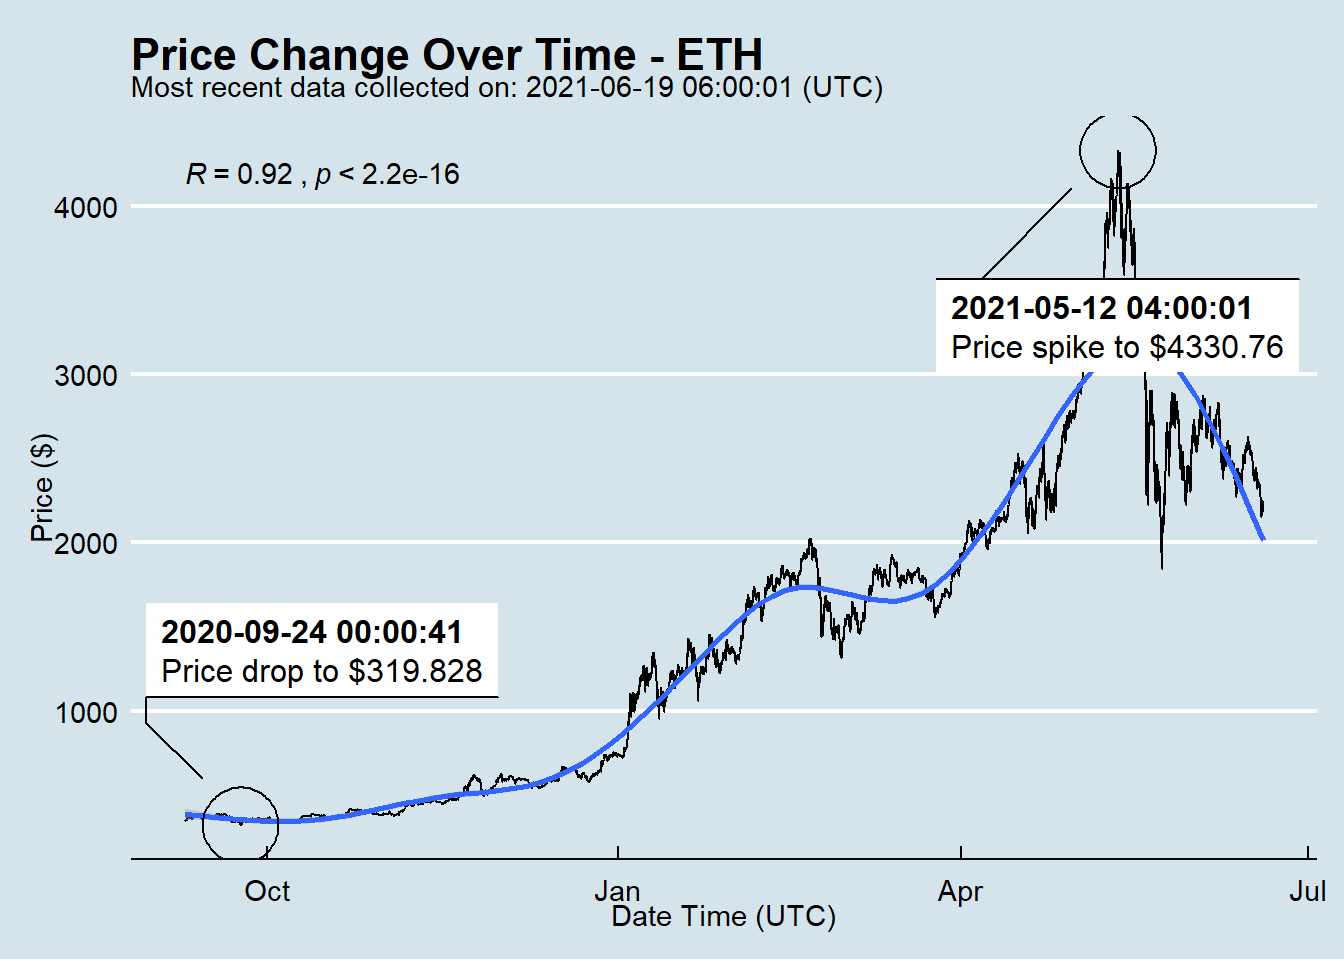 Price Change Over Time - ETH
Most recent data collected on: 2021-06-19 06:00:01 (UTC)
R = 0.92 , p < 2.2e-16
4000
3000
2000
1000
Price ($)
2021-05-12 04:00:01
Price spike to $4330.76
2020-09-24 00:00:41
Price drop to $319.828
Oct
Jan
Apr
Jul
Date Time (UTC)